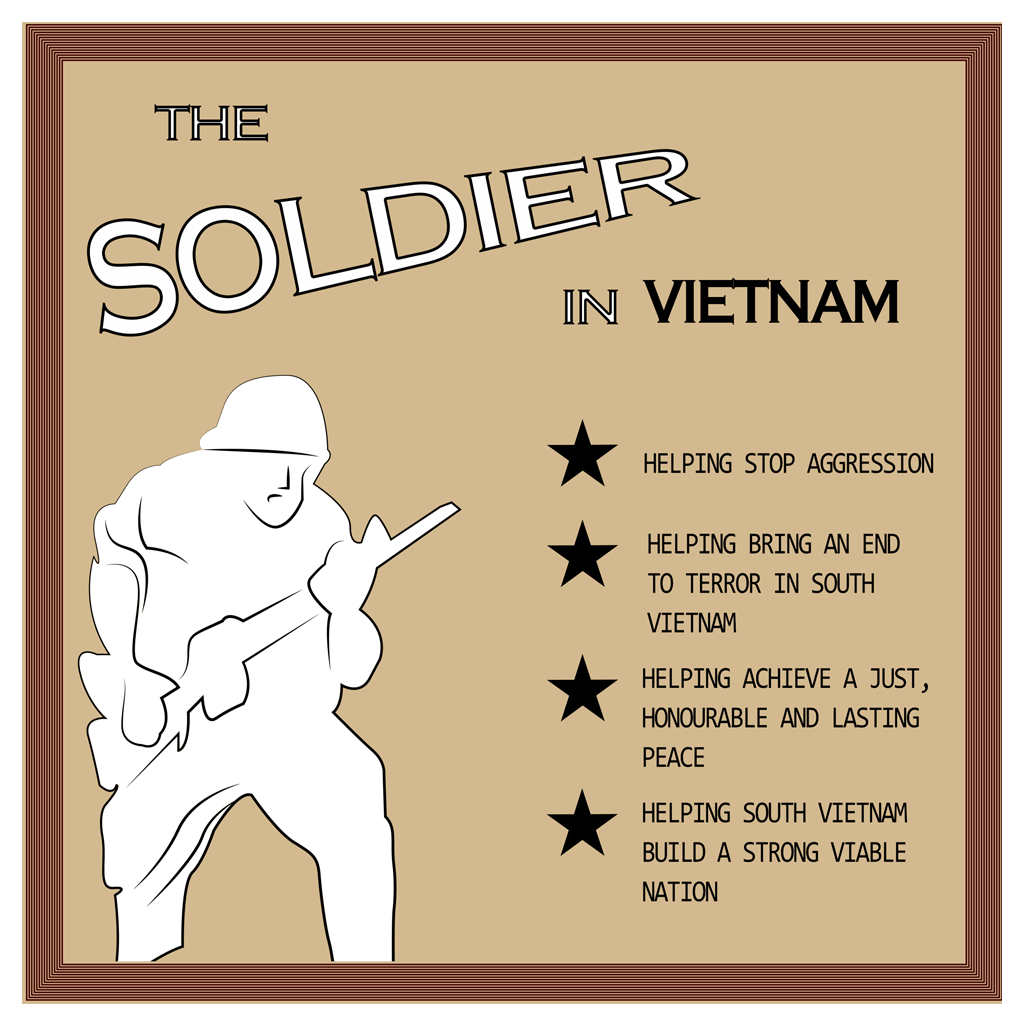 THE
SOLDIER
IN VIETNAM
HELPING STOP AGGRESSION
HELPING BRING AN END
TO TERROR IN SOUTH
VIETNAM
HELPING ACHIEVE A JUST,
HONOURABLE AND LASTING
PEACE
HELPING SOUTH VIETNAM
BUILD A STRONG VIABLE
NATION